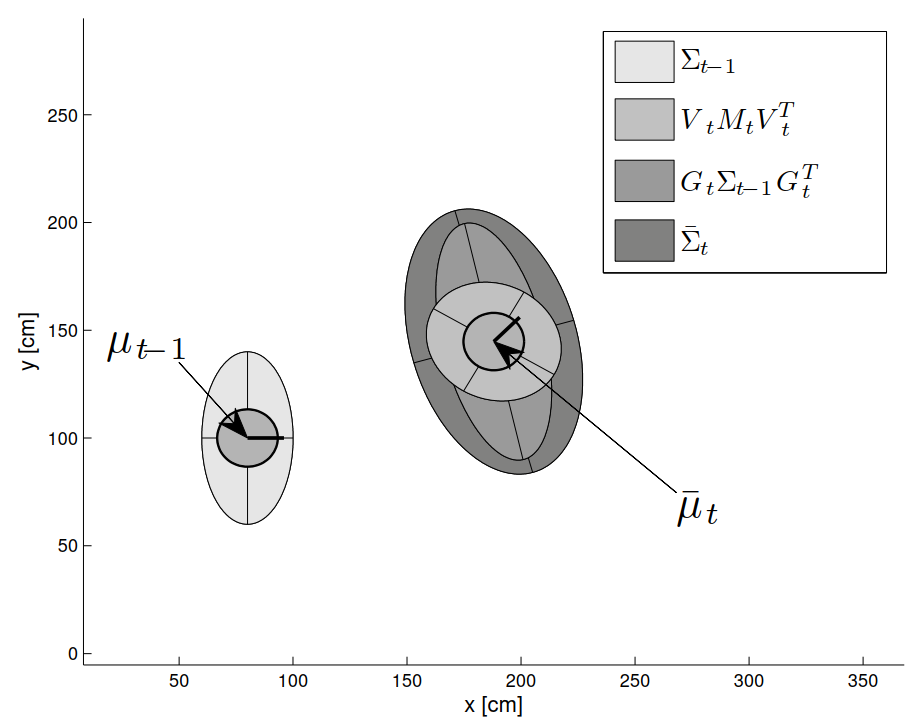 Σ_{t-1}
V_t M_t V_t^T
G_t Σ_{t-1} G_t^T
Σ̄_t
μ_{t-1}
μ̄_t
250
200
150
100
50
0
y [cm]
50 100 150 200 250 300 350
x [cm]